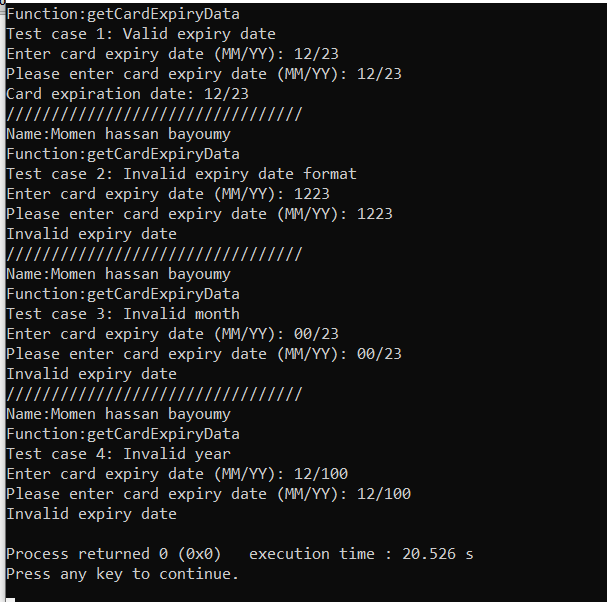 Function:getCardExpiryData
Test case 1: Valid expiry date
Enter card expiry date (MM/YY): 12/23
Please enter card expiry date (MM/YY): 12/23
Card expiration date: 12/23
/////////////////////////////////
Name:Momen hassan bayoumy
Function:getCardExpiryData
Test case 2: Invalid expiry date format
Enter card expiry date (MM/YY): 1223
Please enter card expiry date (MM/YY): 1223
Invalid expiry date
/////////////////////////////////
Name:Momen hassan bayoumy
Function:getCardExpiryData
Test case 3: Invalid month
Enter card expiry date (MM/YY): 00/23
Please enter card expiry date (MM/YY): 00/23
Invalid expiry date
/////////////////////////////////
Name:Momen hassan bayoumy
Function:getCardExpiryData
Test case 4: Invalid year
Enter card expiry date (MM/YY): 12/100
Please enter card expiry date (MM/YY): 12/100
Invalid expiry date
Process returned 0 (0x0)   execution time : 20.526 s
Press any key to continue.